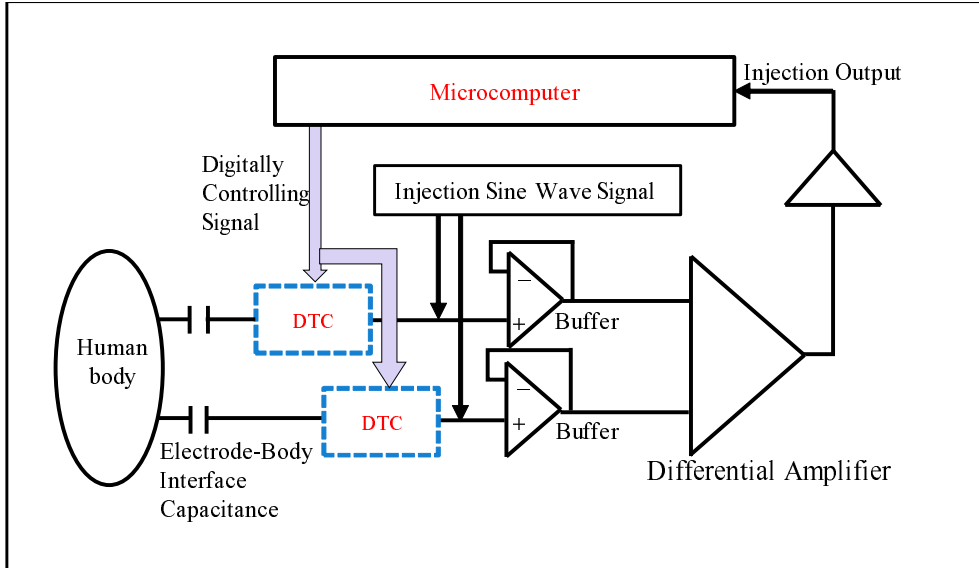 Microcomputer
Injection Output
Digitally
Controlling
Signal
Injection Sine Wave Signal
DTC
−
+
Buffer
Human
body
DTC
−
+
Buffer
Electrode-Body
Interface
Capacitance
Differential Amplifier